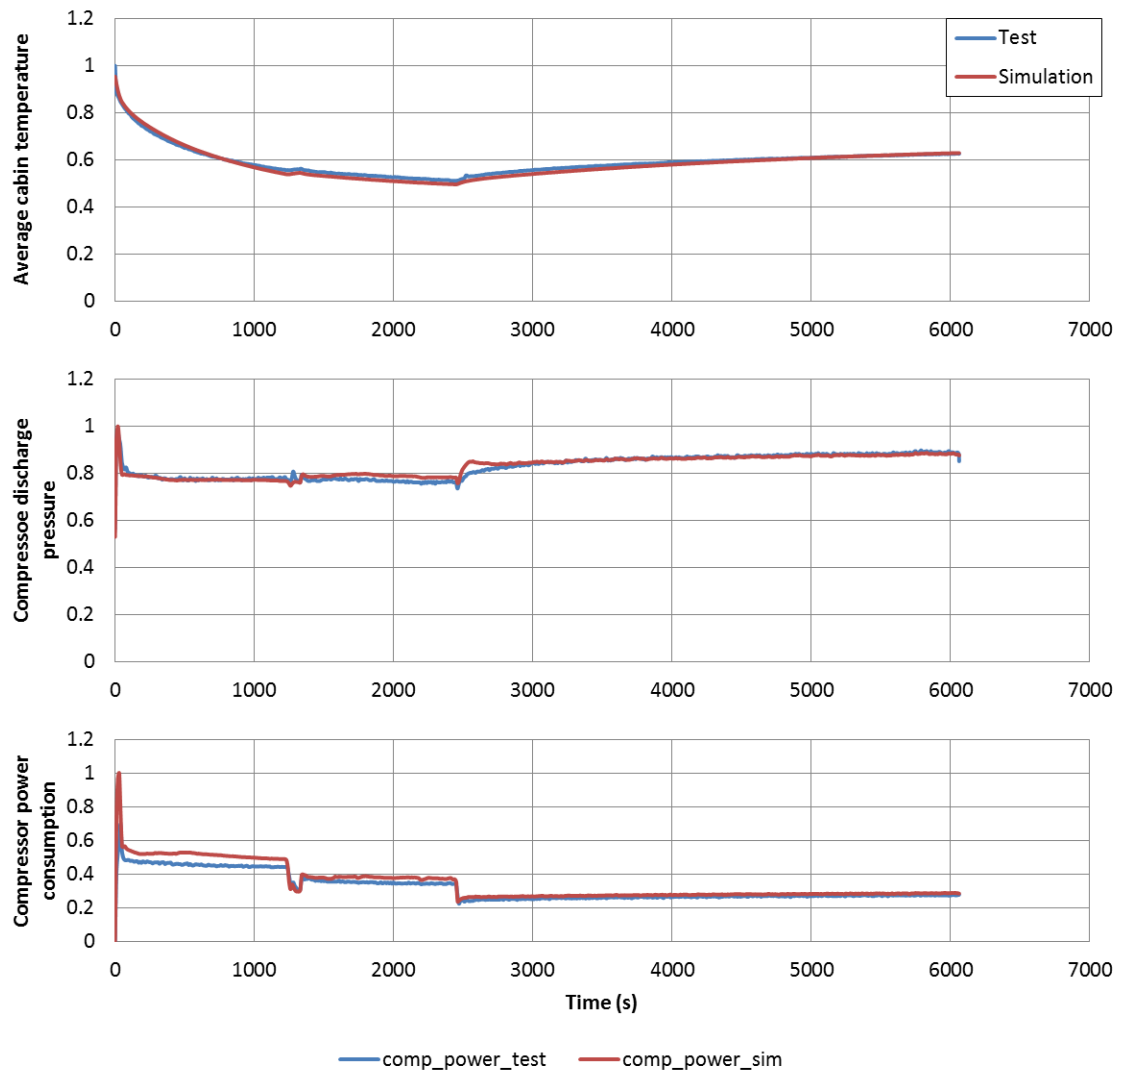 1.2
1
0.8
0.6
0.4
0.2
0
Average cabin temperature
Test
Simulation
0 1000 2000 3000 4000 5000 6000 7000
1.2
1
0.8
0.6
0.4
0.2
0
Compressoe discharge
pressure
0 1000 2000 3000 4000 5000 6000 7000
1.2
1
0.8
0.6
0.4
0.2
0
Compressor power
consumption
0 1000 2000 3000 4000 5000 6000 7000
Time (s)
comp_power_test comp_power_sim